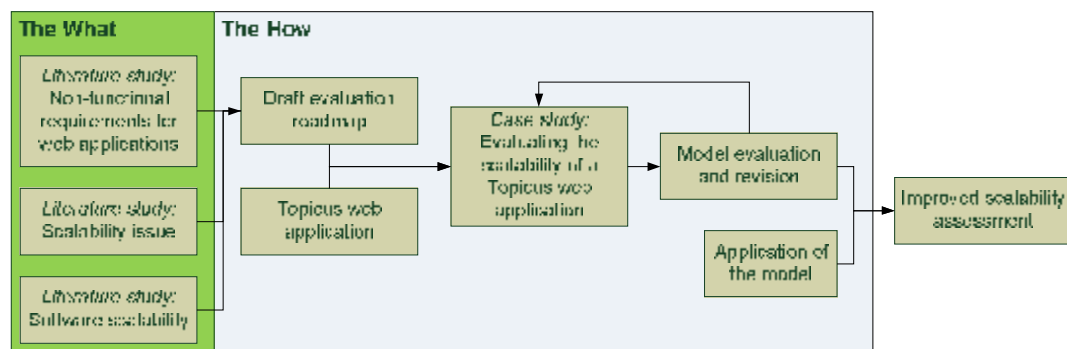 The What
The How
Literature study:
Non-functional
requirements for
web applications
Literature study:
Scalability issue
Literature study:
Software scalability
Draft evaluation
roadmap
Topicus web
application
Case study:
Evaluating the
scalability of a
Topicus web
application
Model evaluation
and revision
Application of
the model
Improved scalability
assessment